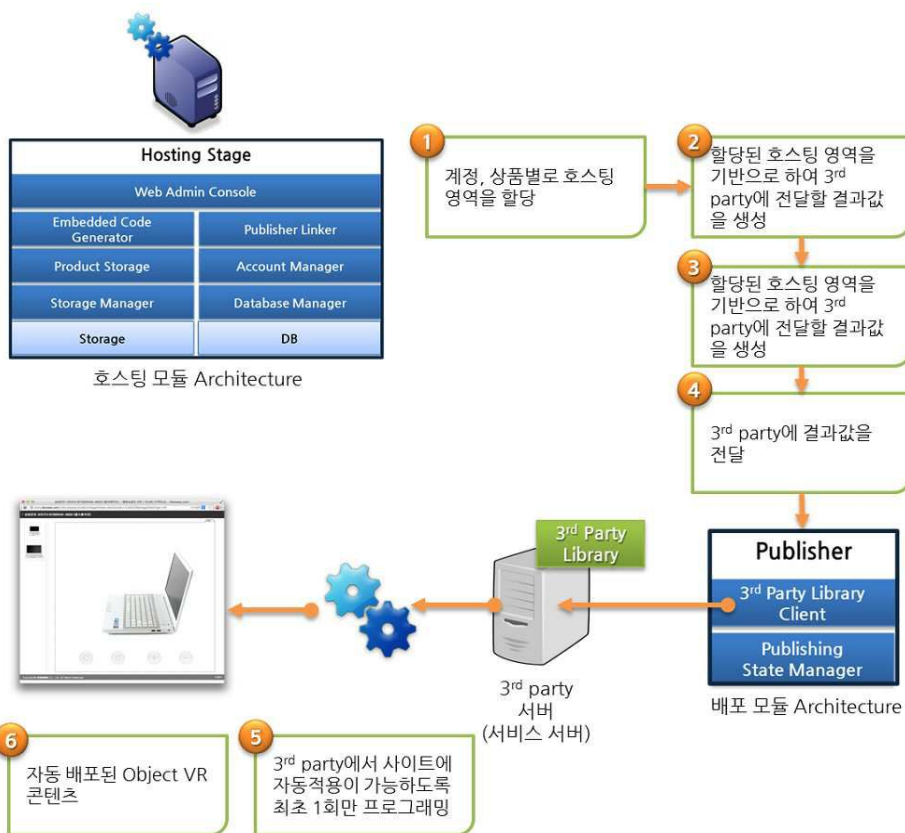 Hosting Stage
Web Admin Console
Embedded Code
Generator
Publisher Linker
Product Storage
Account Manager
Storage Manager
Database Manager
Storage
DB
호스팅 모듈 Architecture
1
계정, 상품별로 호스팅
영역을 할당
2
할당된 호스팅 영역을
기반으로 하여 3rd
party에 전달할 결과값
을 생성
3
할당된 호스팅 영역을
기반으로 하여 3rd
party에 전달할 결과값
을 생성
4
3rd party에 결과값을
전달
Publisher
3rd Party Library
Client
Publishing
State Manager
배포 모듈 Architecture
3rd Party
Library
3rd party
서버
(서비스 서버)
5
3rd party에서 사이트에
자동적용이 가능하도록
최초 1회만 프로그래밍
6
자동 배포된 Object VR
콘텐츠